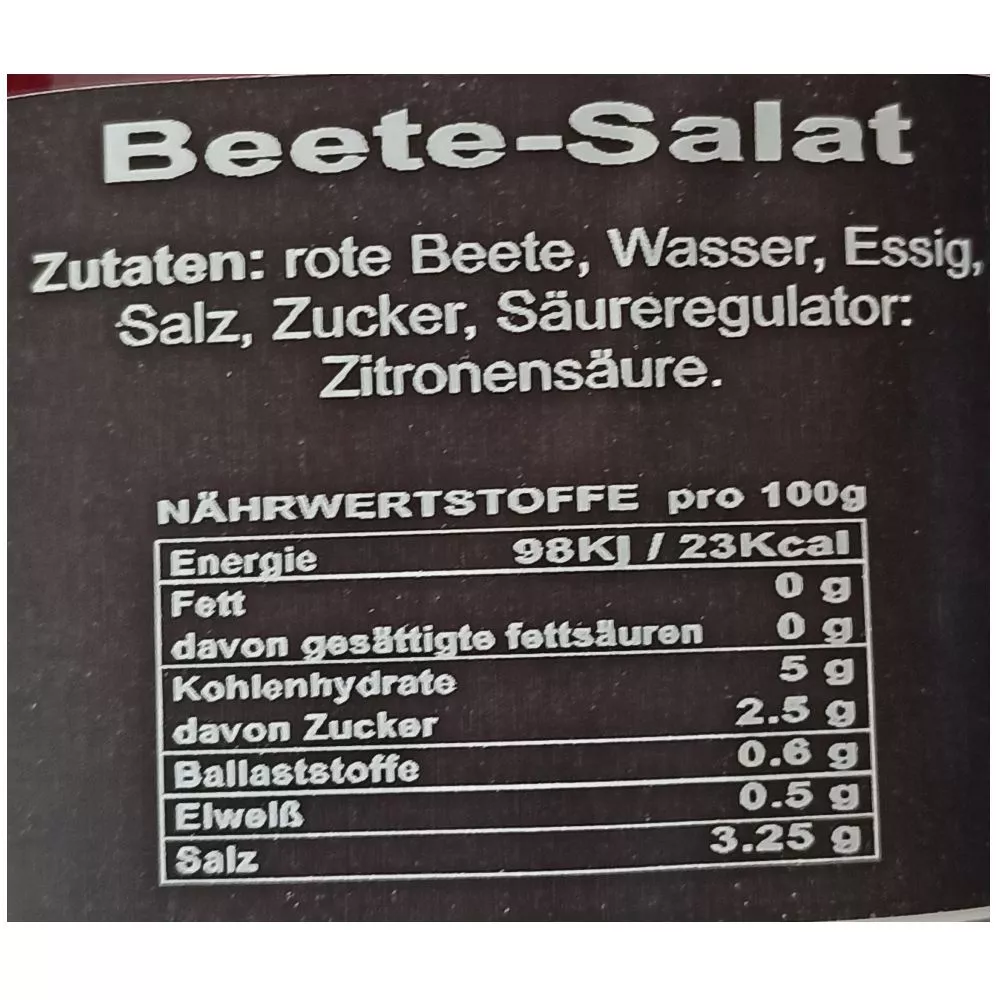 Beete-Salat
Zutaten: rote Beete, Wasser, Essig,
Salz, Zucker, Säureregulator:
Zitronensäure.
NÄHRWERTSTOFFE pro 100g
Energie 98KJ / 23Kcal
Fett 0 g
davon gesättigte fettsäuren 0 g
Kohlenhydrate 5 g
davon Zucker 2.5 g
Ballaststoffe 0.6 g
Eiweiß 0.5 g
Salz 3.25 g